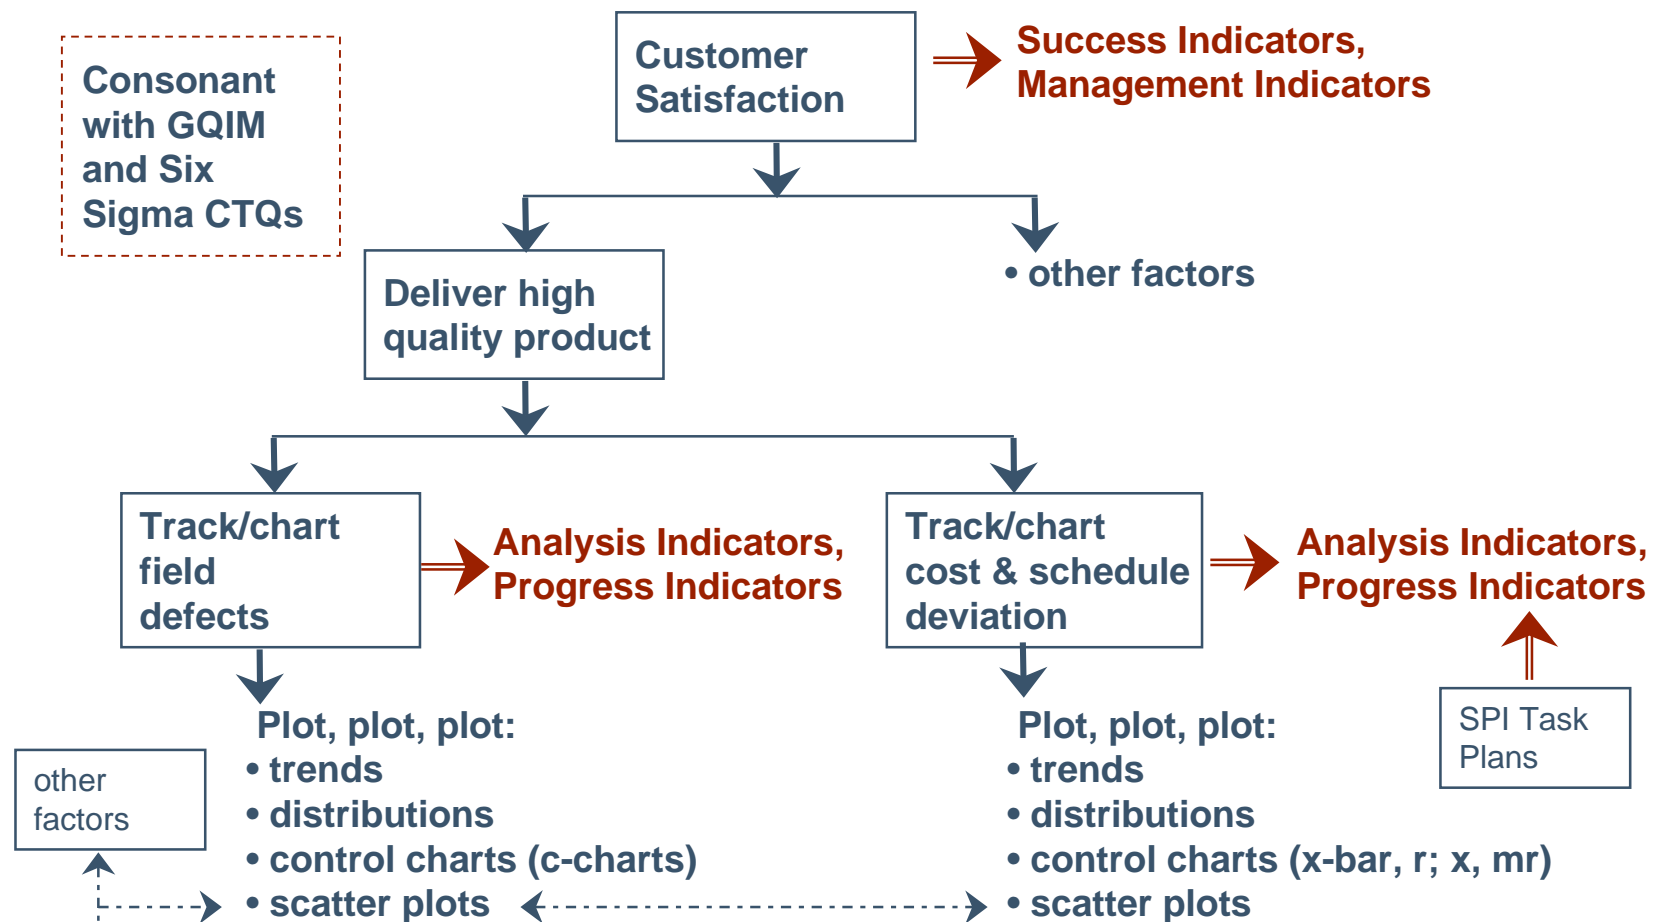 Consonant
with GQIM
and Six
Sigma CTQs
Customer
Satisfaction
Success Indicators,
Management Indicators
Deliver high
quality product
• other factors
Track/chart
field
defects
Analysis Indicators,
Progress Indicators
Track/chart
cost & schedule
deviation
Analysis Indicators,
Progress Indicators
SPI Task
Plans
other
factors
Plot, plot, plot:
• trends
• distributions
• control charts (c-charts)
• scatter plots
Plot, plot, plot:
• trends
• distributions
• control charts (x-bar, r; x, mr)
• scatter plots